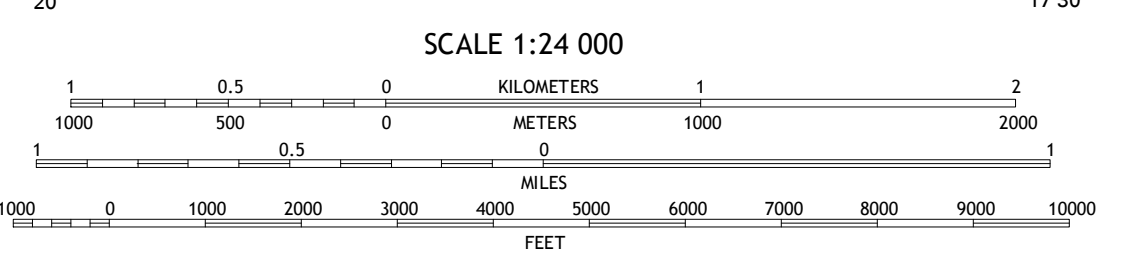 20 17 30
SCALE 1:24 000
1 0.5 0 KILOMETERS 1 2
1000 500 0 METERS 1000 2000
1 0.5 0 1
MILES
1000 0 1000 2000 3000 4000 5000 6000 7000 8000 9000 10000
FEET